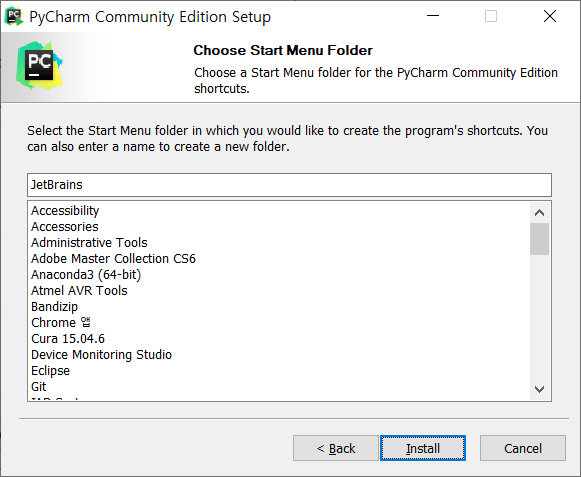 PyCharm Community Edition Setup
PC
Choose Start Menu Folder
Choose a Start Menu folder for the PyCharm Community Edition
shortcuts.
Select the Start Menu folder in which you would like to create the program's shortcuts. You
can also enter a name to create a new folder.
JetBrains
Accessibility
Accessories
Administrative Tools
Adobe Master Collection CS6
Anaconda3 (64-bit)
Atmel AVR Tools
Bandizip
Chrome 앱
Cura 15.04.6
Device Monitoring Studio
Eclipse
Git
< Back
Install
Cancel